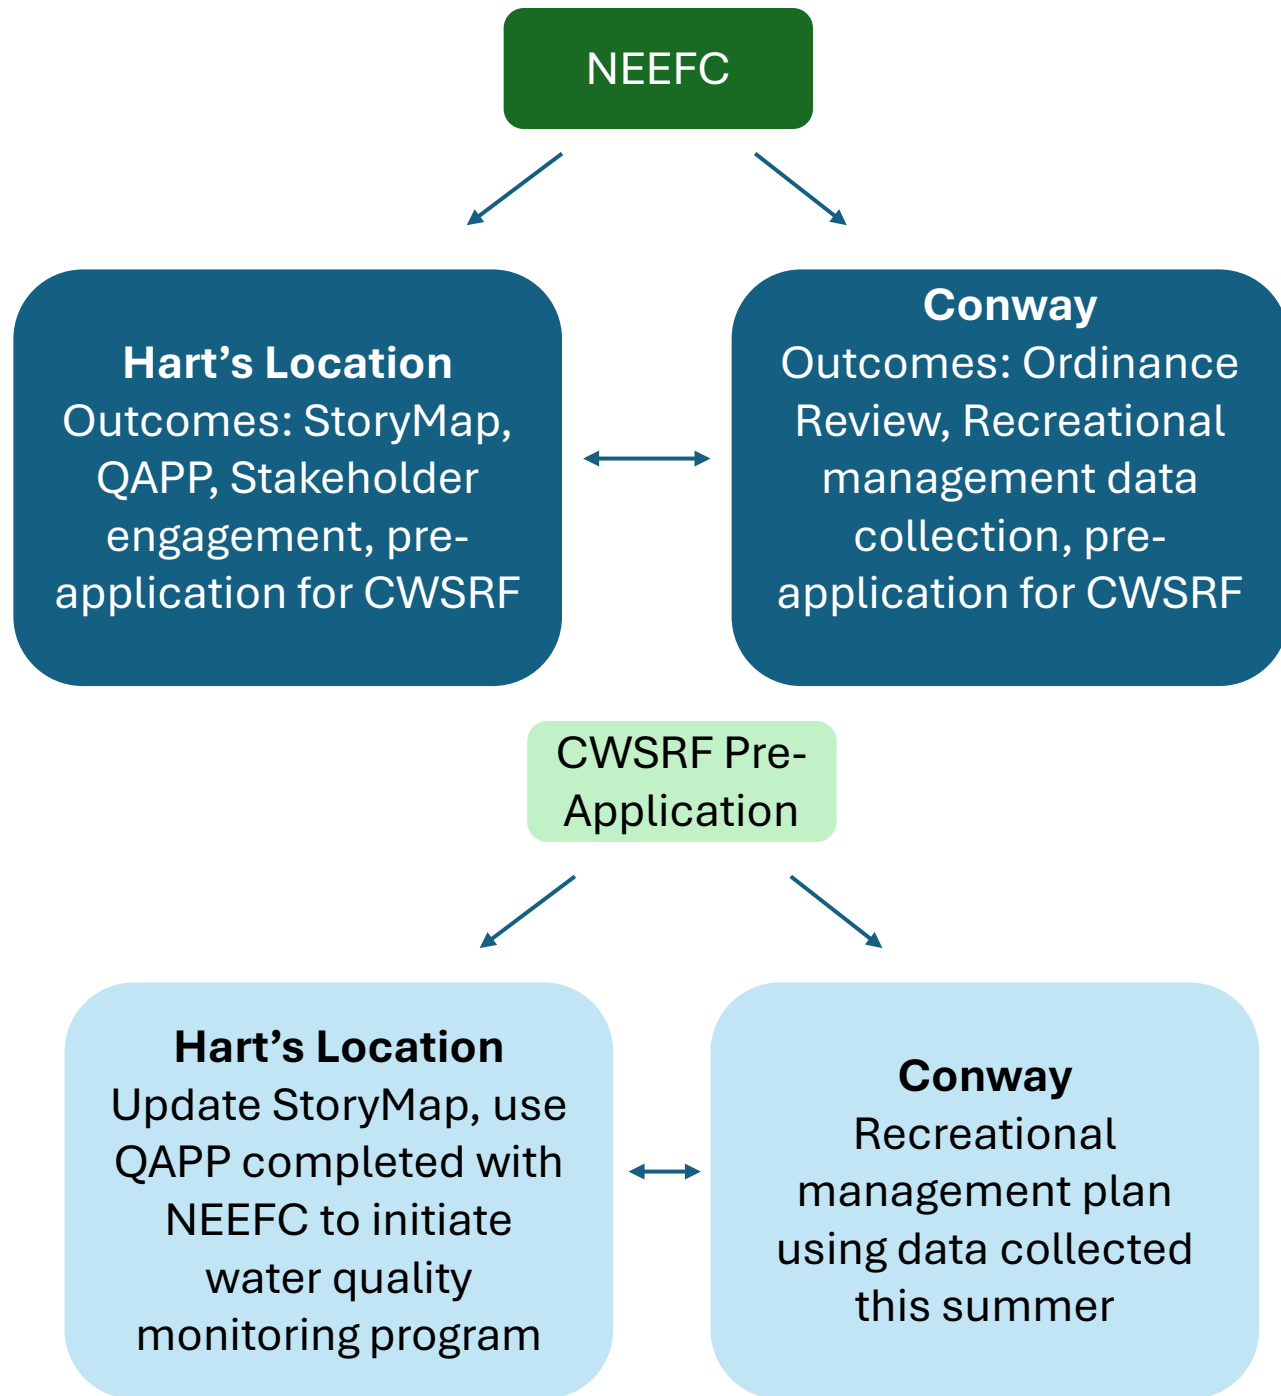 NEEFC
Hart’s Location
Outcomes: StoryMap,
QAPP, Stakeholder
engagement, pre-
application for CWSRF
Conway
Outcomes: Ordinance
Review, Recreational
management data
collection, pre-
application for CWSRF
CWSRF Pre-
Application
Hart’s Location
Update StoryMap, use
QAPP completed with
NEEFC to initiate
water quality
monitoring program
Conway
Recreational
management plan
using data collected
this summer